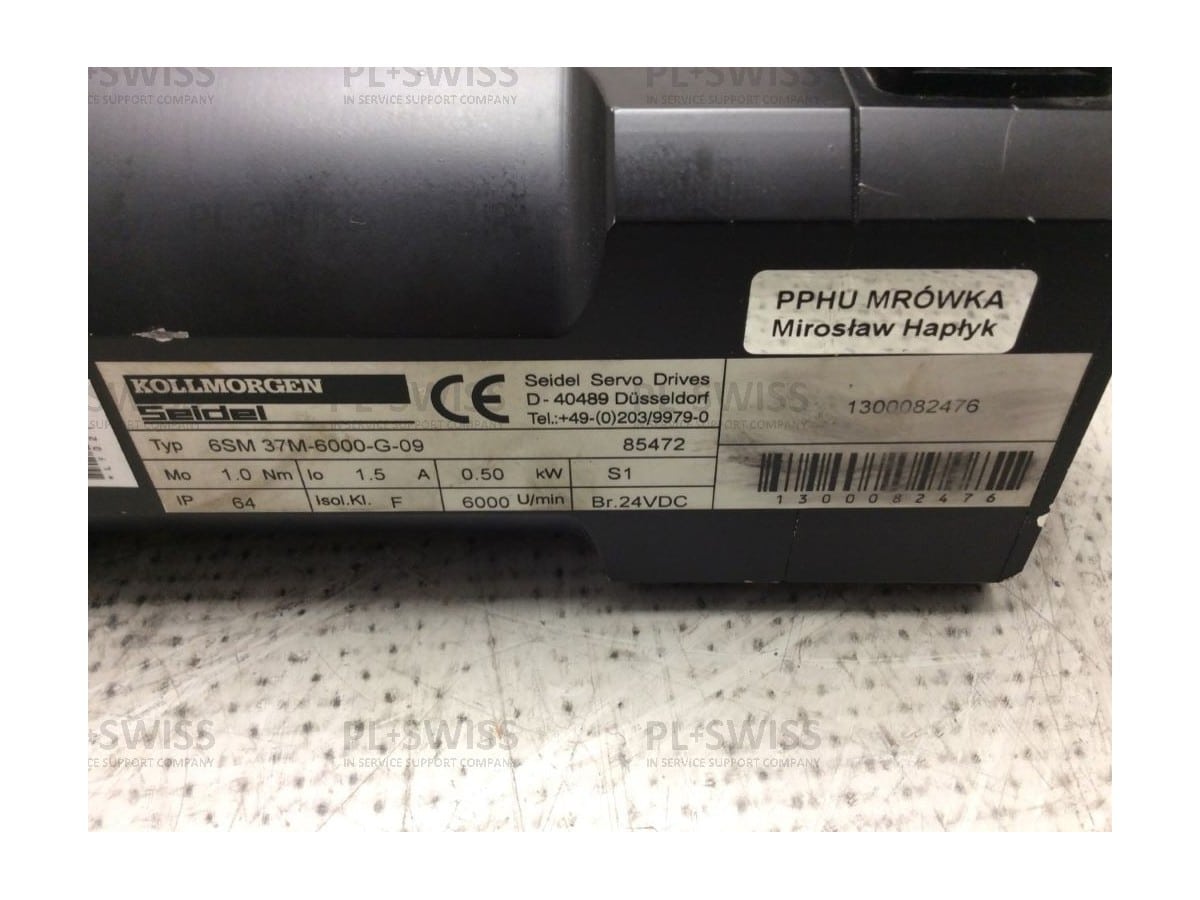 PL+SWISS
IN SERVICE SUPPORT COMPANY
PL+SWISS
IN SERVICE SUPPORT COMPANY
PL+SWISS
IN SERVICE SUPPORT COMPANY
PPHU MRÓWKA
Mirosław Hapłyk
KOLLMORGEN
Seidel
CE
Seidel Servo Drives
D- 40489 Düsseldorf
Tel.:+49-(0)203/9979-0
1300082476
Typ 6SM 37M-6000-G-09 85472
Mo 1.0 Nm Io 1.5 A 0.50 kW S1
IP 64 Isol.Kl. F 6000 U/min Br.24VDC
1300082476
PL+SWISS
IN SERVICE SUPPORT COMPANY
PL+SWISS
IN SERVICE SUPPORT COMPANY
PL+SWISS
IN SERVICE SUPPORT COMPANY